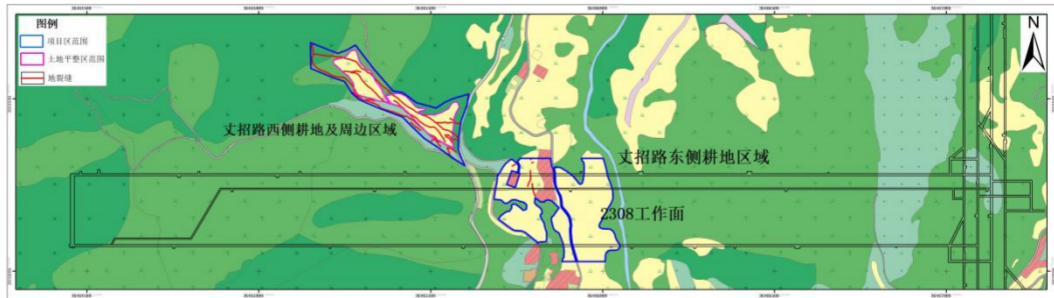 图例
项目区范围
土地平整区范围
地裂缝
N
丈招路西侧耕地及周边区域
丈招路东侧耕地区域
2308工作面